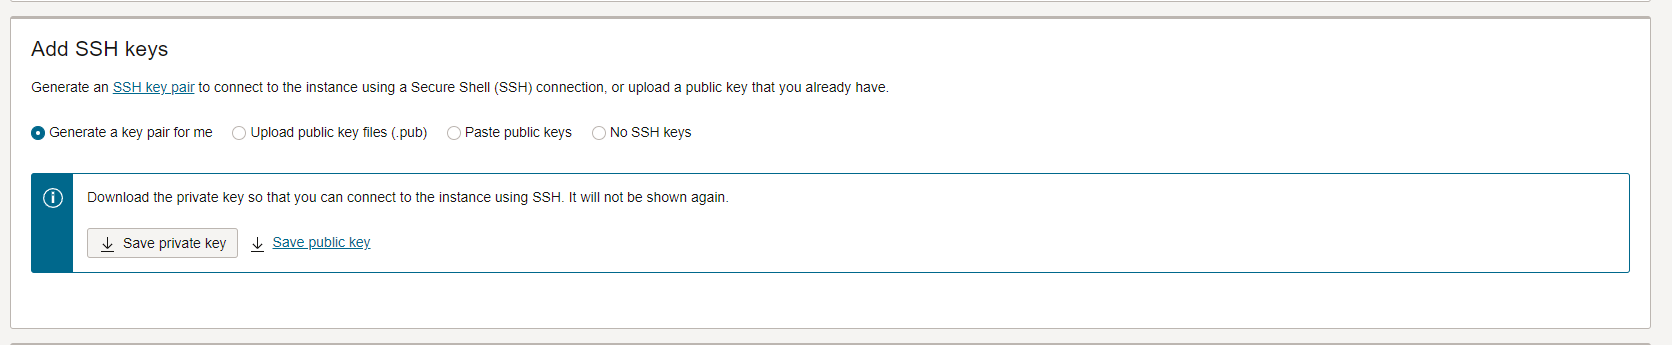 Add SSH keys
Generate an SSH key pair to connect to the instance using a Secure Shell (SSH) connection, or upload a public key that you already have.
Generate a key pair for me Upload public key files (.pub) Paste public keys No SSH keys
Download the private key so that you can connect to the instance using SSH. It will not be shown again.
Save private key Save public key